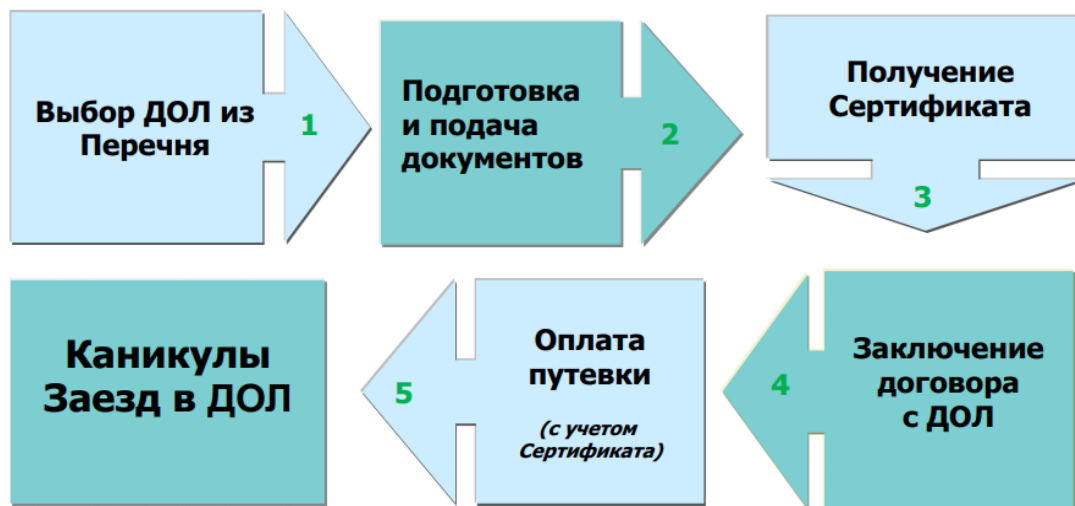 Выбор ДОЛ из
Перечня
1
Подготовка
и подача
документов
2
Получение
Сертификата
3
Заключение
договора
с ДОЛ
4
Оплата
путевки
(с учетом
Сертификата)
5
Каникулы
Заезд в ДОЛ